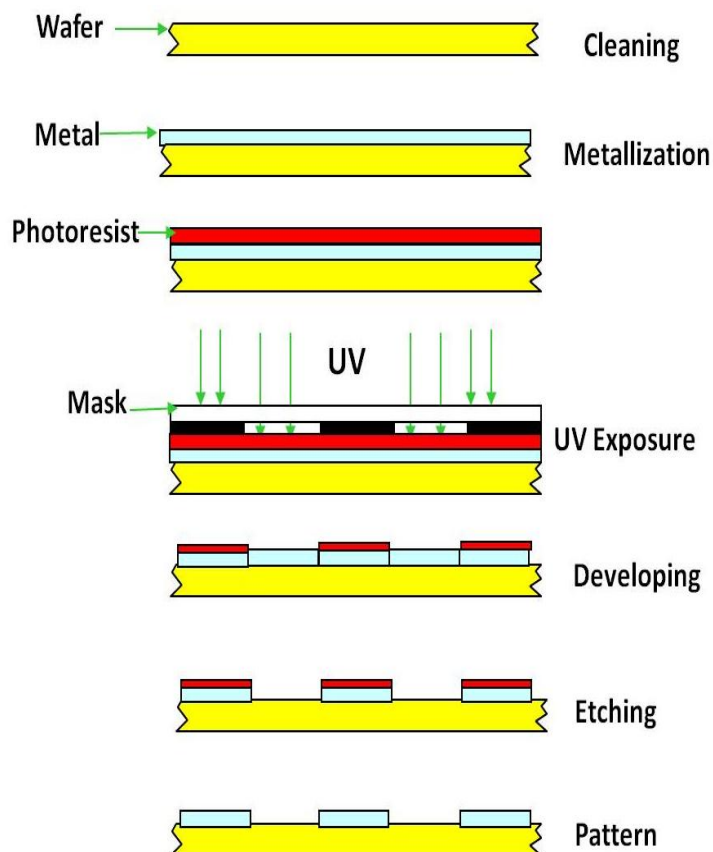 Wafer
Cleaning
Metal
Metallization
Photoresist
UV
Mask
UV Exposure
Developing
Etching
Pattern